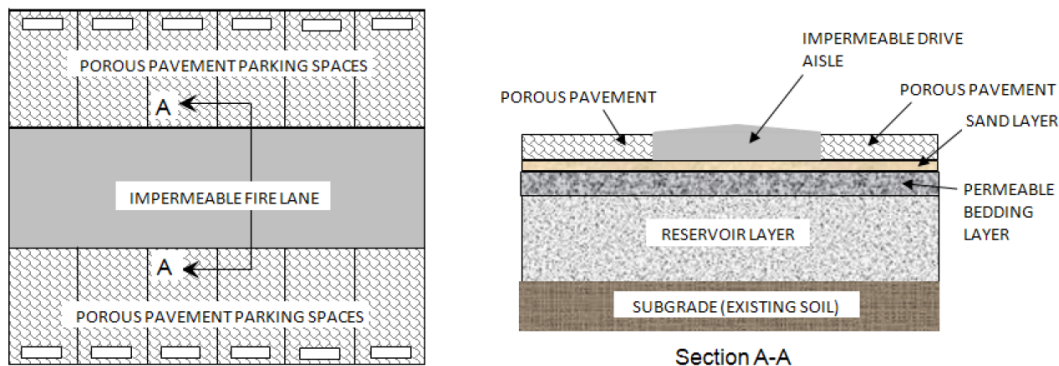 POROUS PAVEMENT PARKING SPACES
A
IMPERMEABLE FIRE LANE
A
POROUS PAVEMENT PARKING SPACES
IMPERMEABLE DRIVE
AISLE
POROUS PAVEMENT
POROUS PAVEMENT
SAND LAYER
PERMEABLE
BEDDING
LAYER
RESERVOIR LAYER
SUBGRADE (EXISTING SOIL)
Section A-A